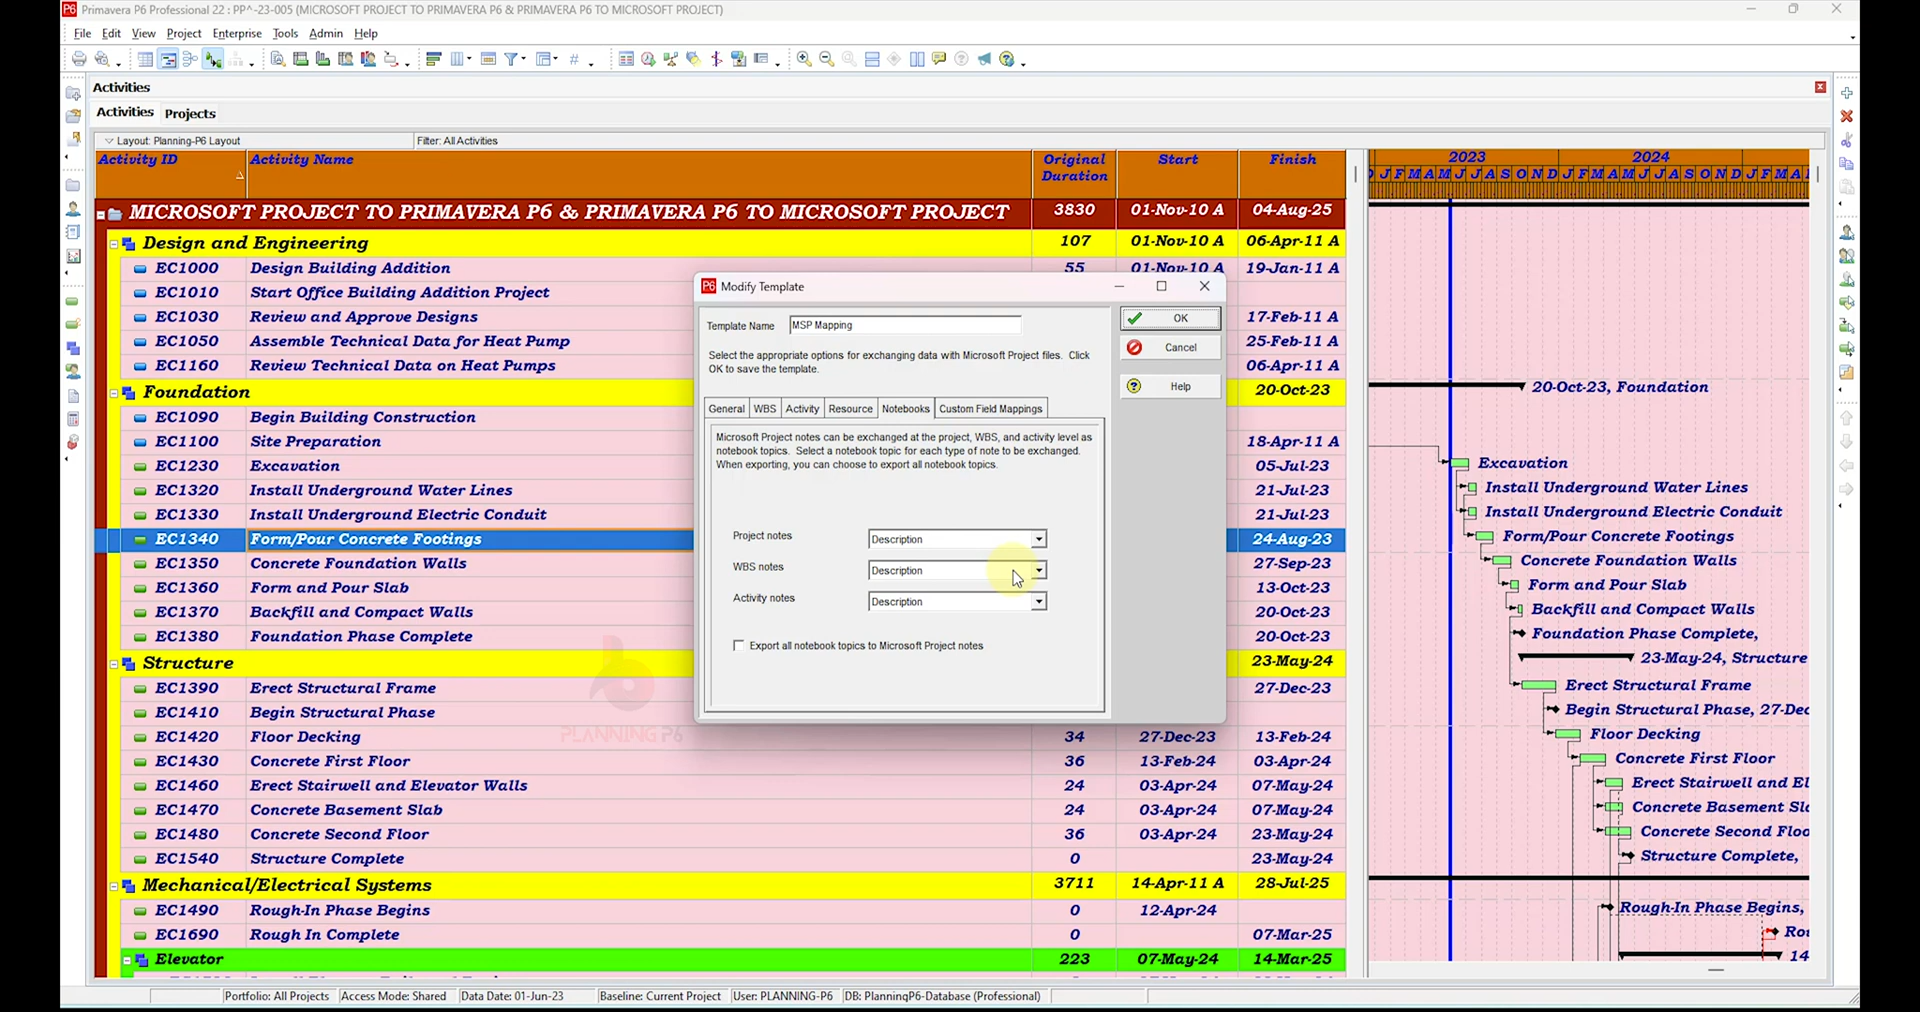 Primavera P6 Professional 22 : PP^-23-005 (MICROSOFT PROJECT TO PRIMAVERA P6 & PRIMAVERA P6 TO MICROSOFT PROJECT)
File Edit View Project Enterprise Tools Admin Help
Activities
Activities Projects
Layout: Planning-P6 Layout Filter: All Activities
Activity ID Activity Name Original Duration Start Finish 2023 2024
MICROSOFT PROJECT TO PRIMAVERA P6 & PRIMAVERA P6 TO MICROSOFT PROJECT 3830 01-Nov-10 A 04-Aug-25
Design and Engineering 107 01-Nov-10 A 06-Apr-11 A
EC1000 Design Building Addition 55 01-Nov-10 A 19-Jan-11 A
EC1010 Start Office Building Addition Project
EC1030 Review and Approve Designs 17-Feb-11 A
EC1050 Assemble Technical Data for Heat Pump 25-Feb-11 A
EC1160 Review Technical Data on Heat Pumps 06-Apr-11 A
Foundation 20-Oct-23 20-Oct-23, Foundation
EC1090 Begin Building Construction
EC1100 Site Preparation 18-Apr-11 A
EC1230 Excavation 05-Jul-23 Excavation
EC1320 Install Underground Water Lines 21-Jul-23 Install Underground Water Lines
EC1330 Install Underground Electric Conduit 21-Jul-23 Install Underground Electric Conduit
EC1340 Form/Pour Concrete Footings 24-Aug-23 Form/Pour Concrete Footings
EC1350 Concrete Foundation Walls 27-Sep-23 Concrete Foundation Walls
EC1360 Form and Pour Slab 13-Oct-23 Form and Pour Slab
EC1370 Backfill and Compact Walls 20-Oct-23 Backfill and Compact Walls
EC1380 Foundation Phase Complete 20-Oct-23 Foundation Phase Complete,
Structure 23-May-24 23-May-24, Structure
EC1390 Erect Structural Frame 27-Dec-23 Erect Structural Frame
EC1410 Begin Structural Phase Begin Structural Phase, 27-Dec
EC1420 Floor Decking 34 27-Dec-23 13-Feb-24 Floor Decking
EC1430 Concrete First Floor 36 13-Feb-24 03-Apr-24 Concrete First Floor
EC1460 Erect Stairwell and Elevator Walls 24 03-Apr-24 07-May-24 Erect Stairwell and El
EC1470 Concrete Basement Slab 24 03-Apr-24 07-May-24 Concrete Basement Sla
EC1480 Concrete Second Floor 36 03-Apr-24 23-May-24 Concrete Second Floo
EC1540 Structure Complete 0 23-May-24 Structure Complete,
Mechanical/Electrical Systems 3711 14-Apr-11 A 28-Jul-25
EC1490 Rough-In Phase Begins 0 12-Apr-24 Rough-In Phase Begins,
EC1690 Rough In Complete 0 07-Mar-25 Rou
Elevator 223 07-May-24 14-Mar-25 14
Modify Template
Template Name MSP Mapping
Select the appropriate options for exchanging data with Microsoft Project files. Click
OK to save the template.
OK
Cancel
Help
General WBS Activity Resource Notebooks Custom Field Mappings
Microsoft Project notes can be exchanged at the project, WBS, and activity level as
notebook topics. Select a notebook topic for each type of note to be exchanged.
When exporting, you can choose to export all notebook topics.
Project notes Description
WBS notes Description
Activity notes Description
Export all notebook topics to Microsoft Project notes
PLANNING P6
Portfolio: All Projects Access Mode: Shared Data Date: 01-Jun-23 Baseline: Current Project User: PLANNING-P6 DB: PlanningP6-Database (Professional)